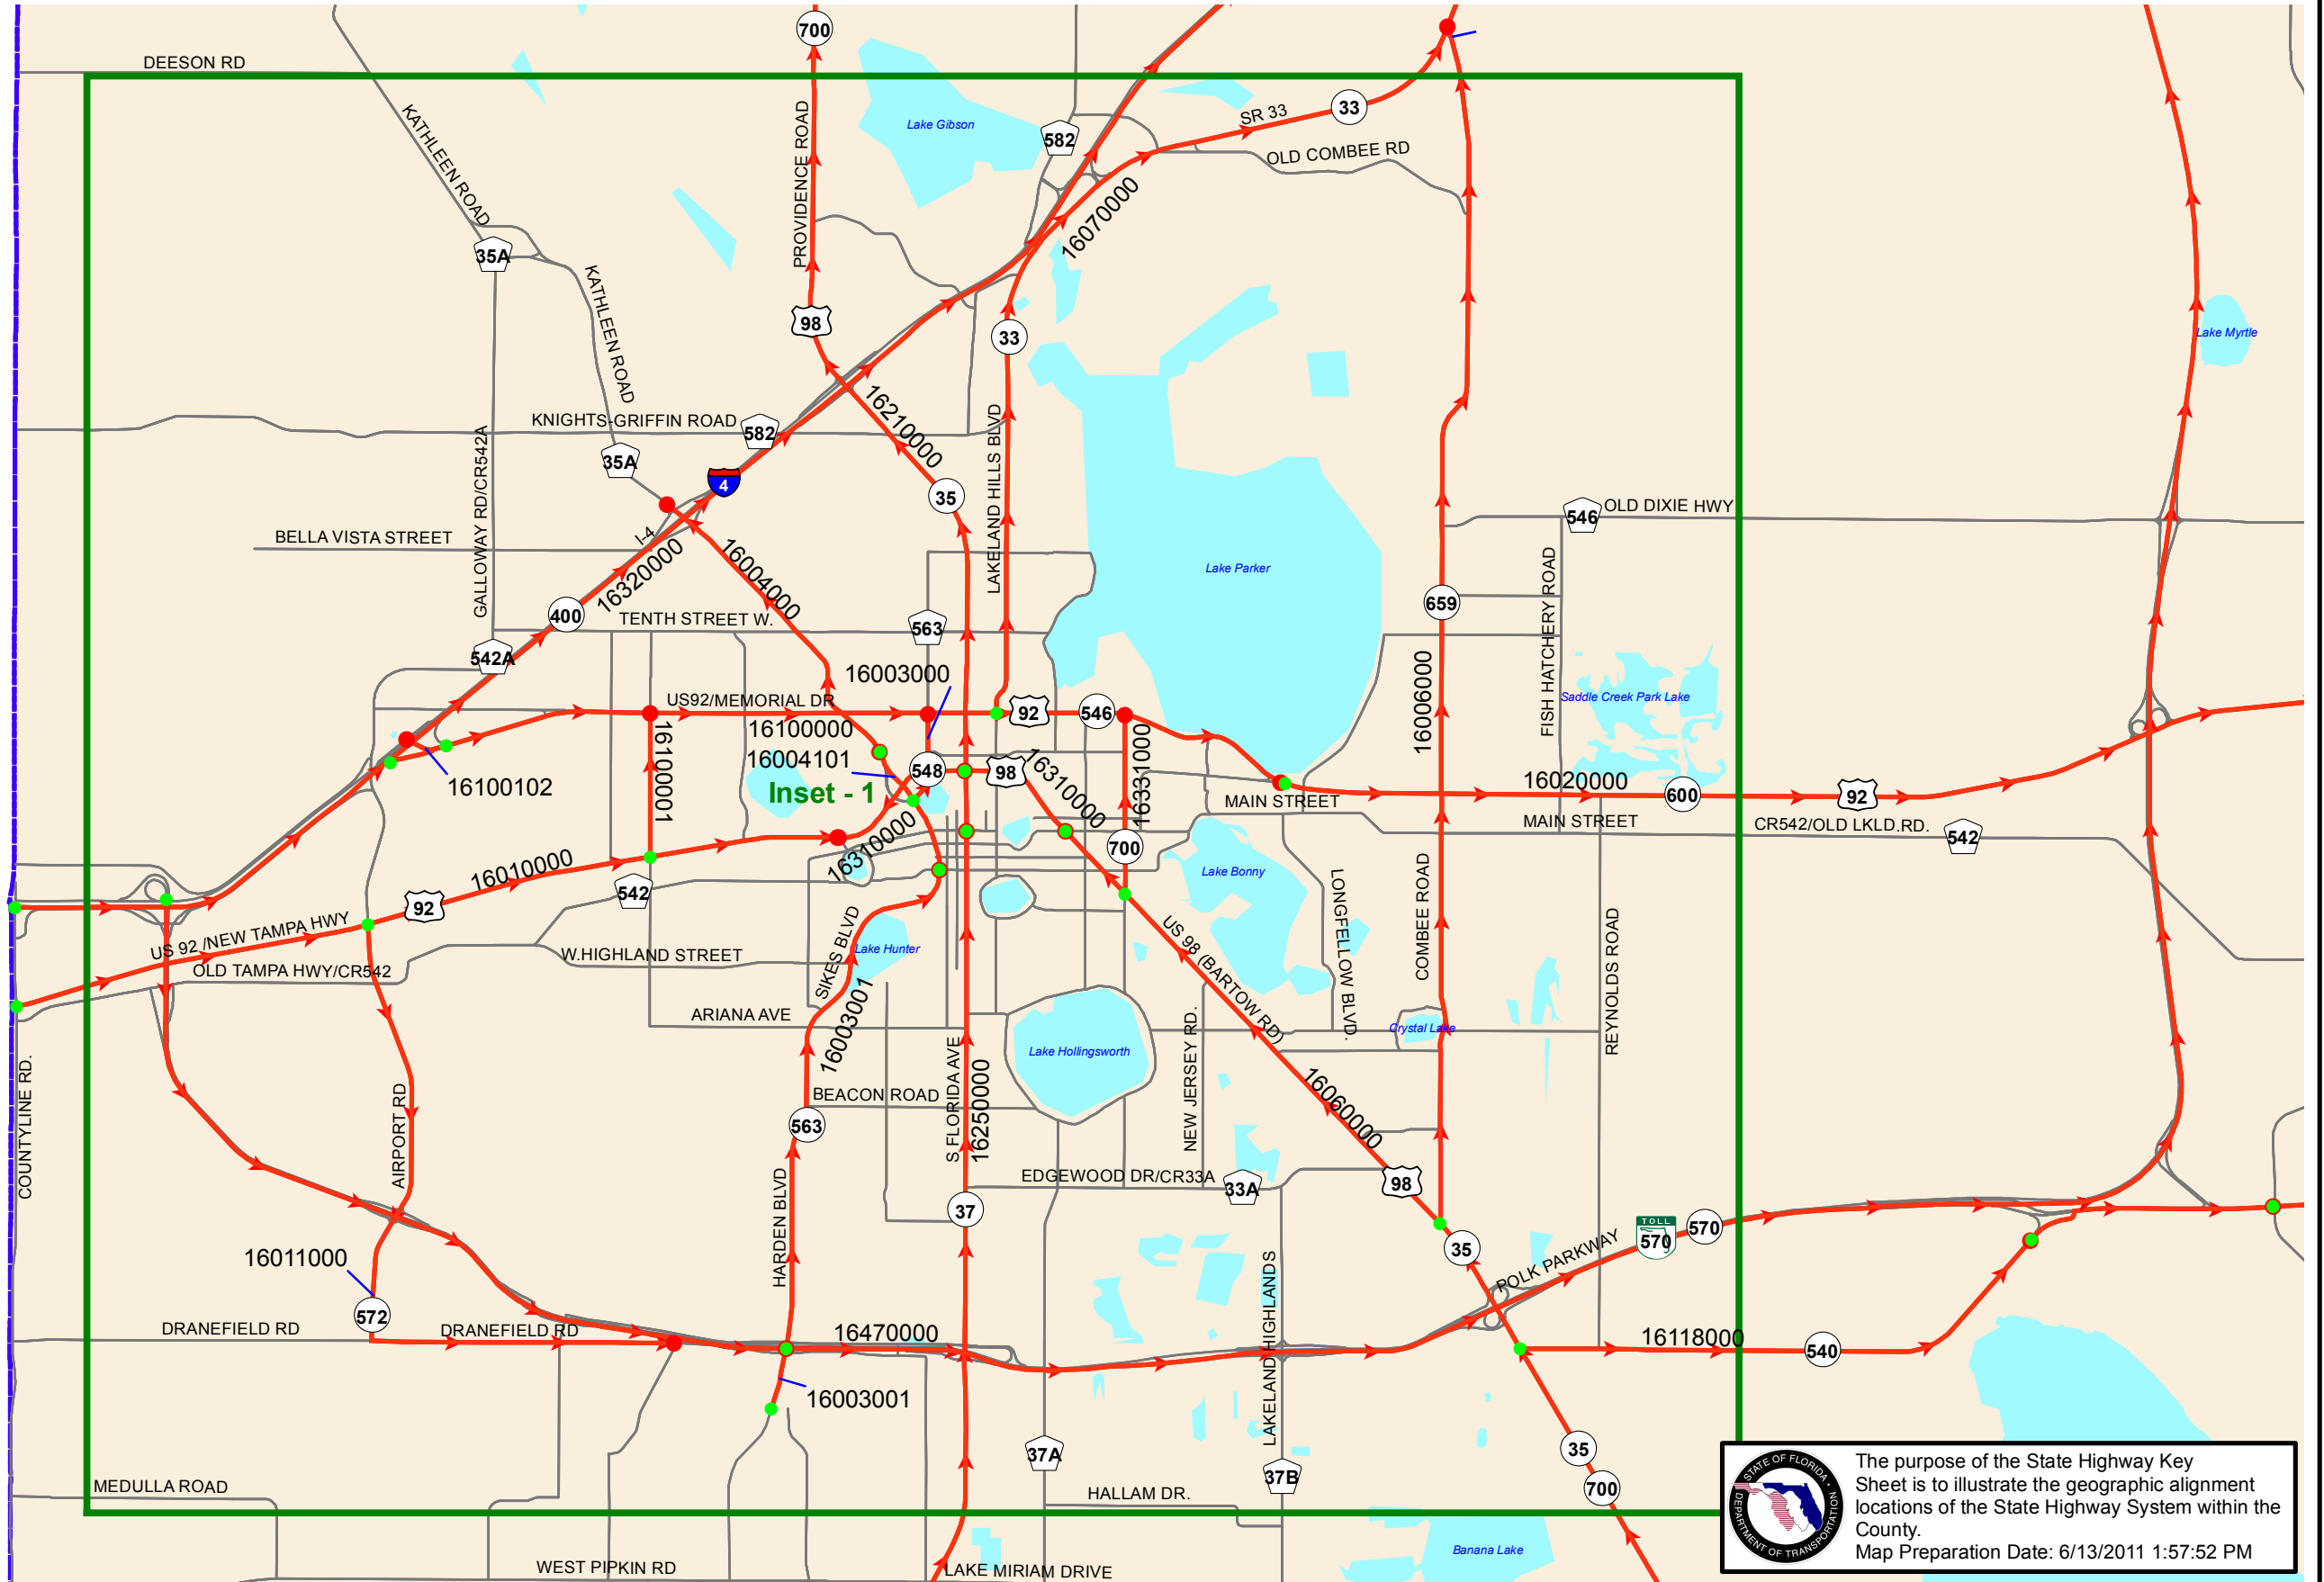 700
DEESON RD
KATHLEEN ROAD
PROVIDENCE ROAD
Lake Gibson
582
SR 33
33
OLD COMBEE RD
16070000
35A
KATHLEEN ROAD
98
33
Lake Myrtle
KNIGHTS-GRIFFIN ROAD
582
16210000
LAKELAND HILLS BLVD
GALLOWAY RD/CR542A
35A
4
35
546
OLD DIXIE HWY
BELLA VISTA STREET
I-4
16320000
16004000
Lake Parker
FISH HATCHERY ROAD
400
TENTH STREET W.
563
659
542A
16003000
16006000
US92/MEMORIAL DR
92
546
Saddle Creek Park Lake
16100000
16100001
16004101
548
98
16310000
16331000
16100102
Inset - 1
16020000
600
92
MAIN STREET
MAIN STREET
CR542/OLD LKLD.RD.
542
16310000
700
16010000
542
92
Lake Bonny
LONGFELLOW BLVD.
COMBEE ROAD
REYNOLDS ROAD
US 92 /NEW TAMPA HWY
OLD TAMPA HWY/CR542
W.HIGHLAND STREET
SIKES BLVD
Lake Hunter
US 98 (BARTOW RD)
16003001
ARIANA AVE
Crystal Lake
Lake Hollingsworth
NEW JERSEY RD.
COUNTYLINE RD.
AIRPORT RD
BEACON ROAD
S FLORIDA AVE
16250000
16060000
563
EDGEWOOD DR/CR33A
33A
98
HARDEN BLVD
37
35
TOLL
570
570
POLK PARKWAY
16011000
LAKELAND HIGHLANDS
572
DRANEFIELD RD
DRANEFIELD RD
16470000
16118000
540
16003001
37A
37B
35
700
MEDULLA ROAD
HALLAM DR.
WEST PIPKIN RD
LAKE MIRIAM DRIVE
Banana Lake
STATE OF FLORIDA
DEPARTMENT OF TRANSPORTATION
The purpose of the State Highway Key
Sheet is to illustrate the geographic alignment
locations of the State Highway System within the
County.
Map Preparation Date: 6/13/2011 1:57:52 PM